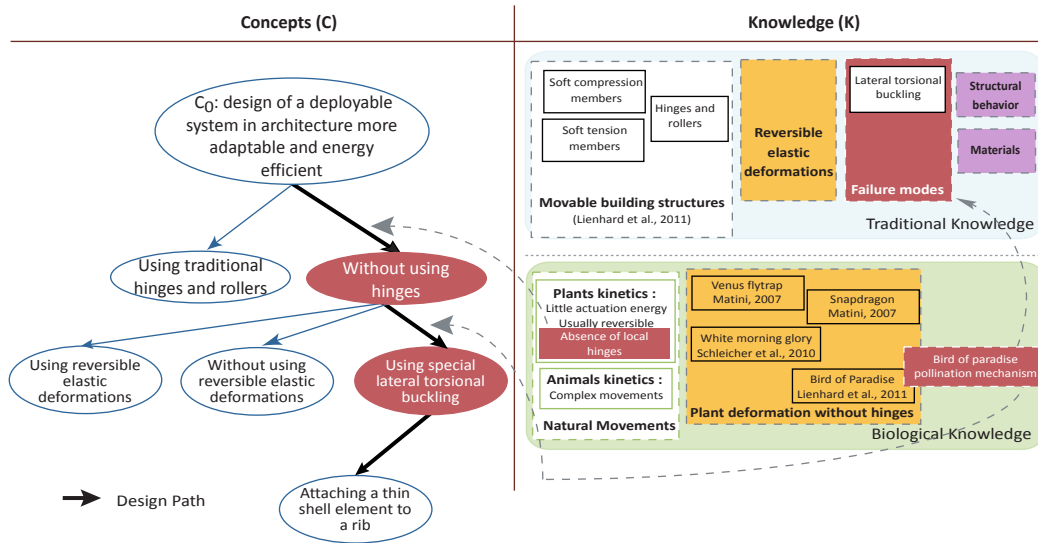 Concepts (C)
Knowledge (K)
C0: design of a deployable
system in architecture more
adaptable and energy
efficient
Using traditional
hinges and rollers
Without using
hinges
Using reversible
elastic
deformations
Without using
reversible elastic
deformations
Using special
lateral torsional
buckling
Attaching a thin
shell element to
a rib
Design Path
Soft compression
members
Hinges and
rollers
Soft tension
members
Movable building structures
(Lienhard et al., 2011)
Reversible
elastic
deformations
Lateral torsional
buckling
Failure modes
Structural
behavior
Materials
Traditional Knowledge
Plants kinetics :
Little actuation energy
Usually reversible
Absence of local
hinges
Animals kinetics :
Complex movements
Natural Movements
Venus flytrap
Matini, 2007
Snapdragon
Matini, 2007
White morning glory
Schleicher et al., 2010
Bird of Paradise
Lienhard et al., 2011
Plant deformation without hinges
Bird of paradise
pollination mechanism
Biological Knowledge